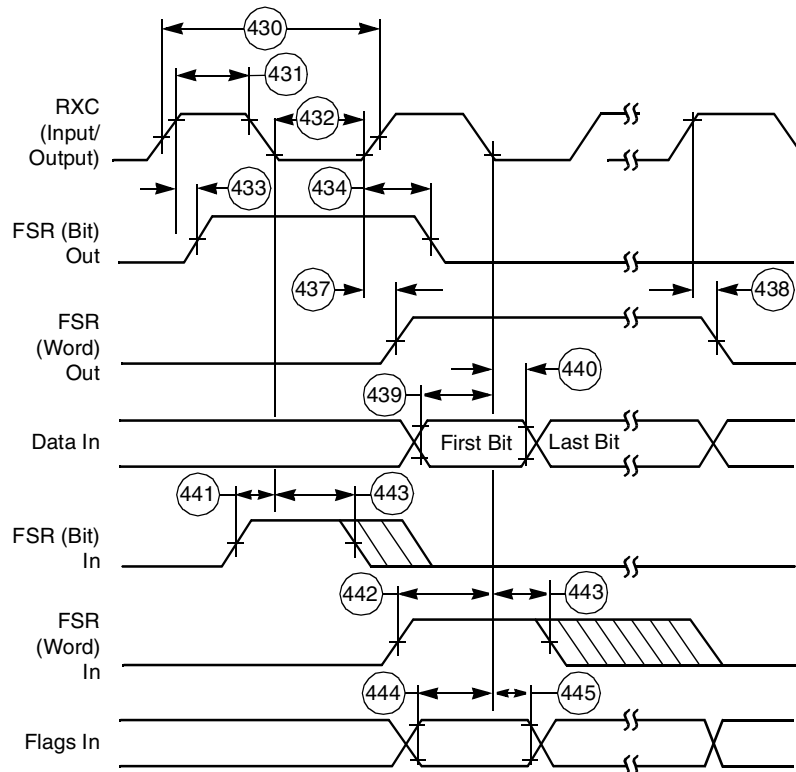 430
431
RXC
(Input/
Output)
432
433
434
FSR (Bit)
Out
437
438
FSR
(Word)
Out
439
440
Data In
First Bit
Last Bit
441
443
FSR (Bit)
In
442
443
FSR
(Word)
In
444
445
Flags In